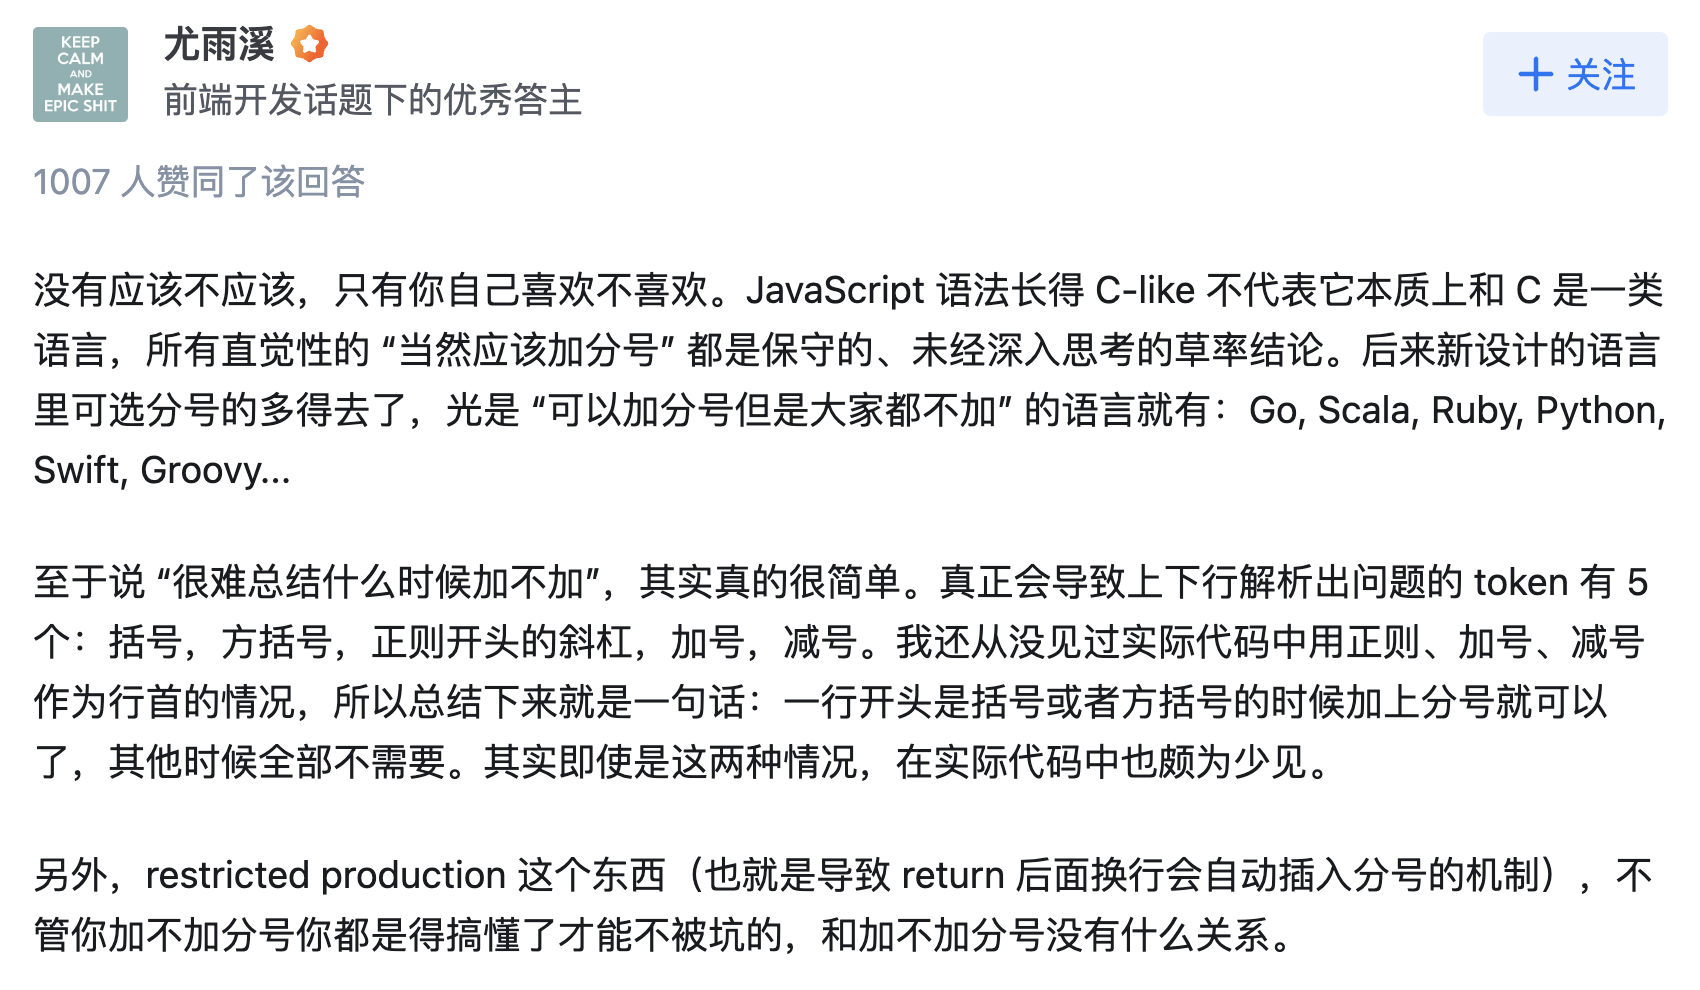 KEEP
CALM
AND
MAKE
EPIC SHIT
尤雨溪
前端开发话题下的优秀答主
+ 关注
1007 人赞同了该回答
没有应该不应该，只有你自己喜欢不喜欢。JavaScript 语法长得 C-like 不代表它本质上和 C 是一类
语言，所有直觉性的 “当然应该加分号” 都是保守的、未经深入思考的草率结论。后来新设计的语言
里可选分号的多得去了，光是 “可以加分号但是大家都不加” 的语言就有：Go, Scala, Ruby, Python,
Swift, Groovy...
至于说 “很难总结什么时候加不加”，其实真的很简单。真正会导致上下行解析出问题的 token 有 5
个：括号，方括号，正则开头的斜杠，加号，减号。我还从没见过实际代码中用正则、加号、减号
作为行首的情况，所以总结下来就是一句话：一行开头是括号或者方括号的时候加上分号就可以
了，其他时候全部不需要。其实即使是这两种情况，在实际代码中也颇为少见。
另外，restricted production 这个东西（也就是导致 return 后面换行会自动插入分号的机制），不
管你加不加分号你都是得搞懂了才能不被坑的，和加不加分号没有什么关系。